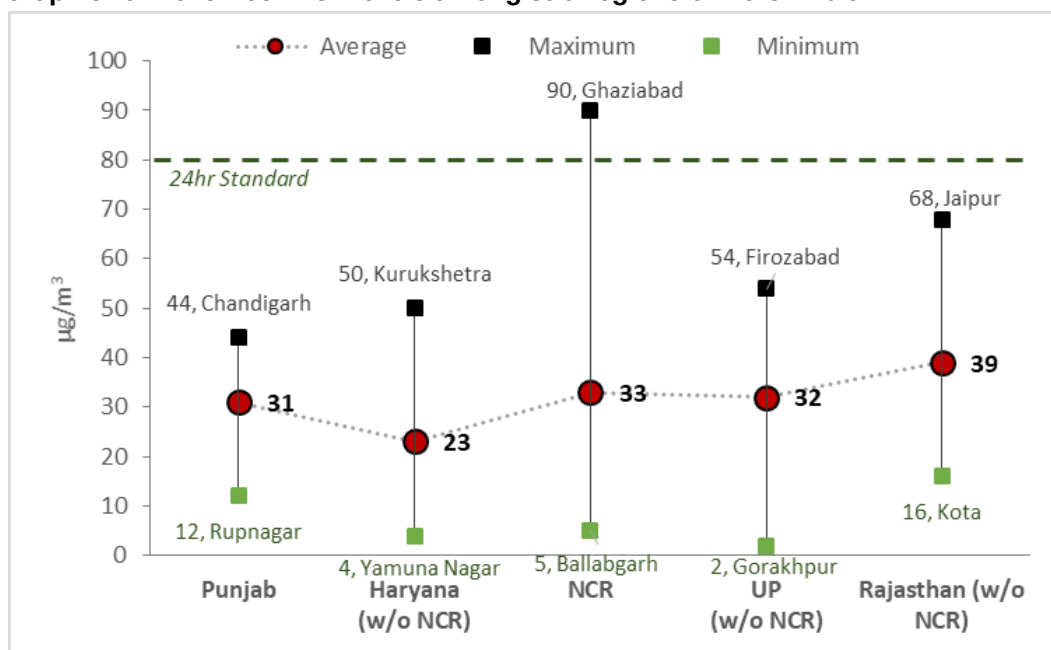 Average Maximum Minimum
100
90
80
70
60
50
40
30
20
10
0
µg/m³
24hr Standard
90, Ghaziabad
68, Jaipur
54, Firozabad
50, Kurukshetra
44, Chandigarh
31
23
33
32
39
12, Rupnagar
4, Yamuna Nagar
5, Ballabgarh
2, Gorakhpur
16, Kota
Punjab
Haryana
(w/o NCR)
NCR
UP
(w/o NCR)
Rajasthan (w/o
NCR)